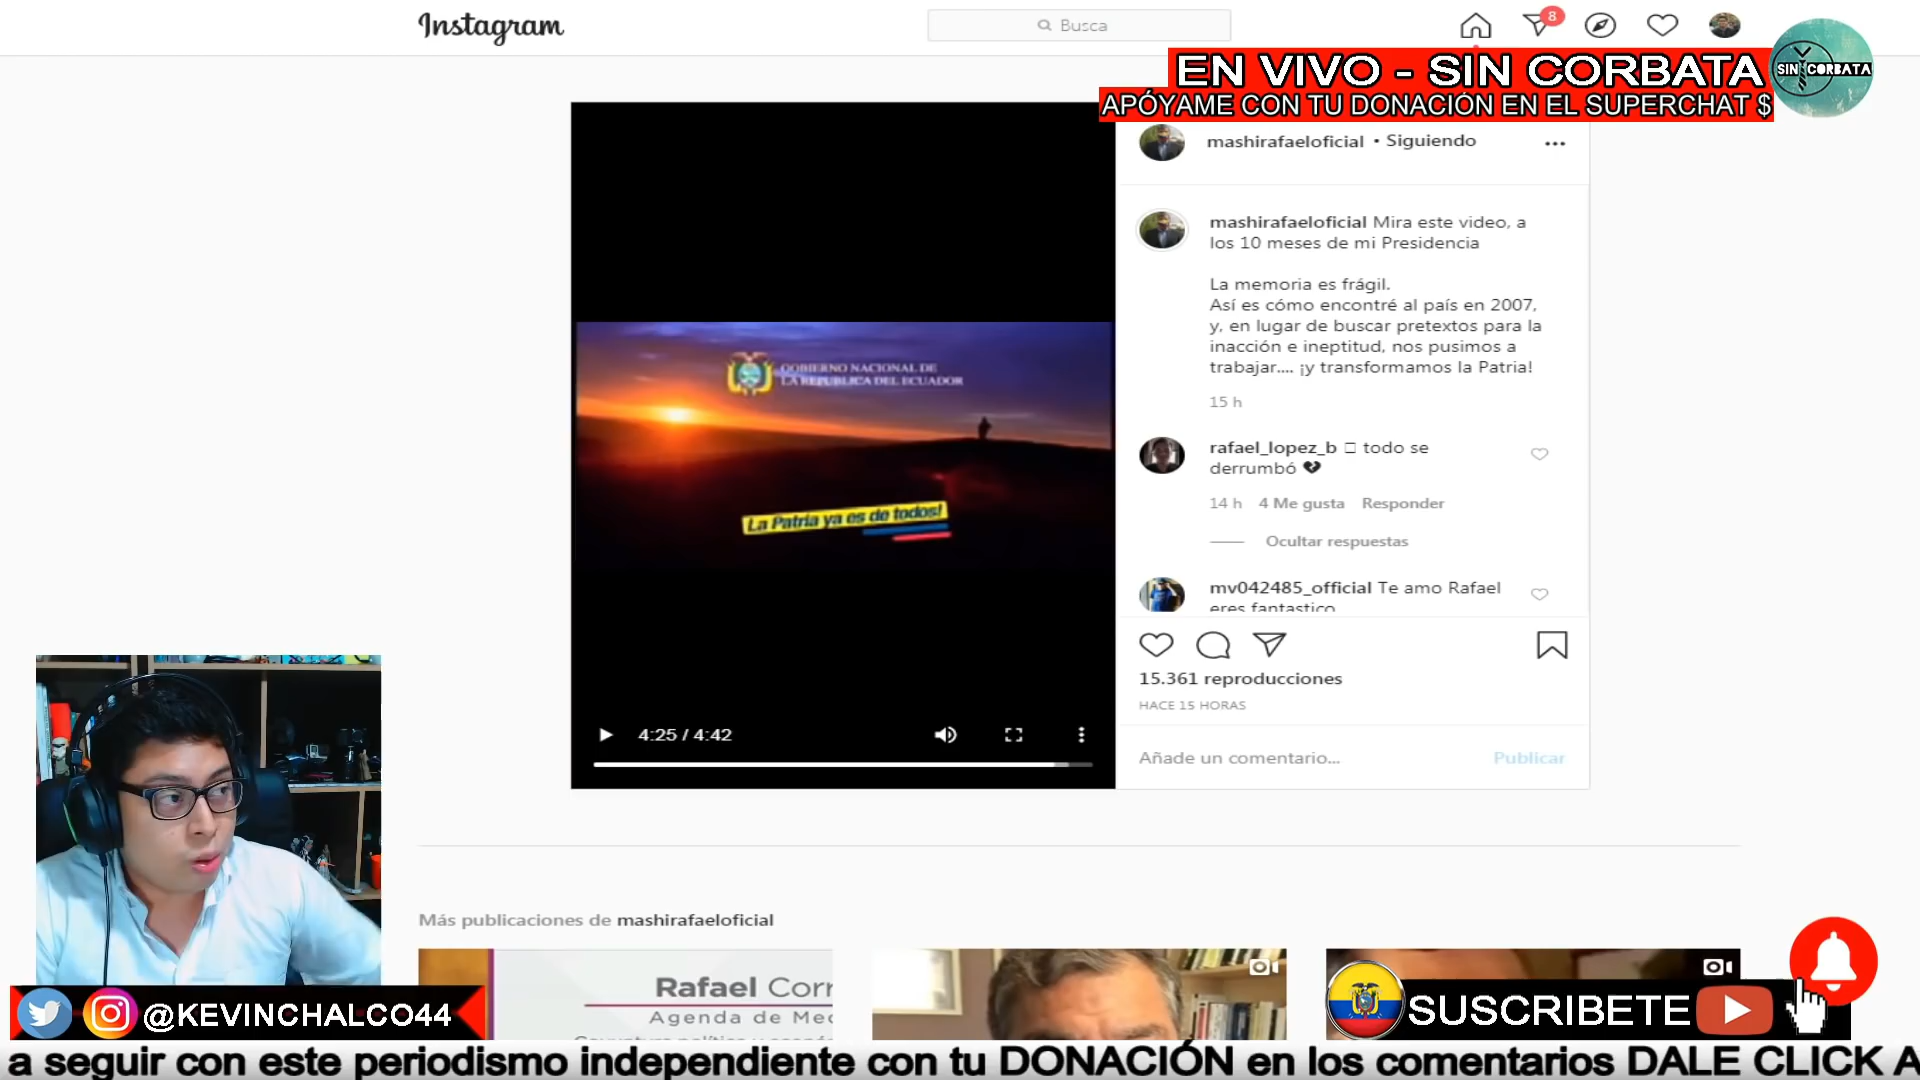 Instagram
Busca
8
EN VIVO - SIN CORBATA
APÓYAME CON TU DONACIÓN EN EL SUPERCHAT $
SIN CORBATA
mashirafaeloficial • Siguiendo
mashirafaeloficial Mira este video, a
los 10 meses de mi Presidencia
La memoria es frágil.
Así es cómo encontré al país en 2007,
y, en lugar de buscar pretextos para la
inacción e ineptitud, nos pusimos a
trabajar.... ¡y transformamos la Patria!
15 h
rafael_lopez_b □ todo se
derrumbó 💔
14 h 4 Me gusta Responder
Ocultar respuestas
mv042485_official Te amo Rafael
eres fantastico
15.361 reproducciones
HACE 15 HORAS
Añade un comentario... Publicar
GOBIERNO NACIONAL DE
LA REPUBLICA DEL ECUADOR
La Patria ya es de todos!
4:25 / 4:42
Más publicaciones de mashirafaeloficial
Rafael Corr
Agenda de Med
@KEVINCHALCO44
SUSCRIBETE
a seguir con este periodismo independiente con tu DONACIÓN en los comentarios DALE CLICK A